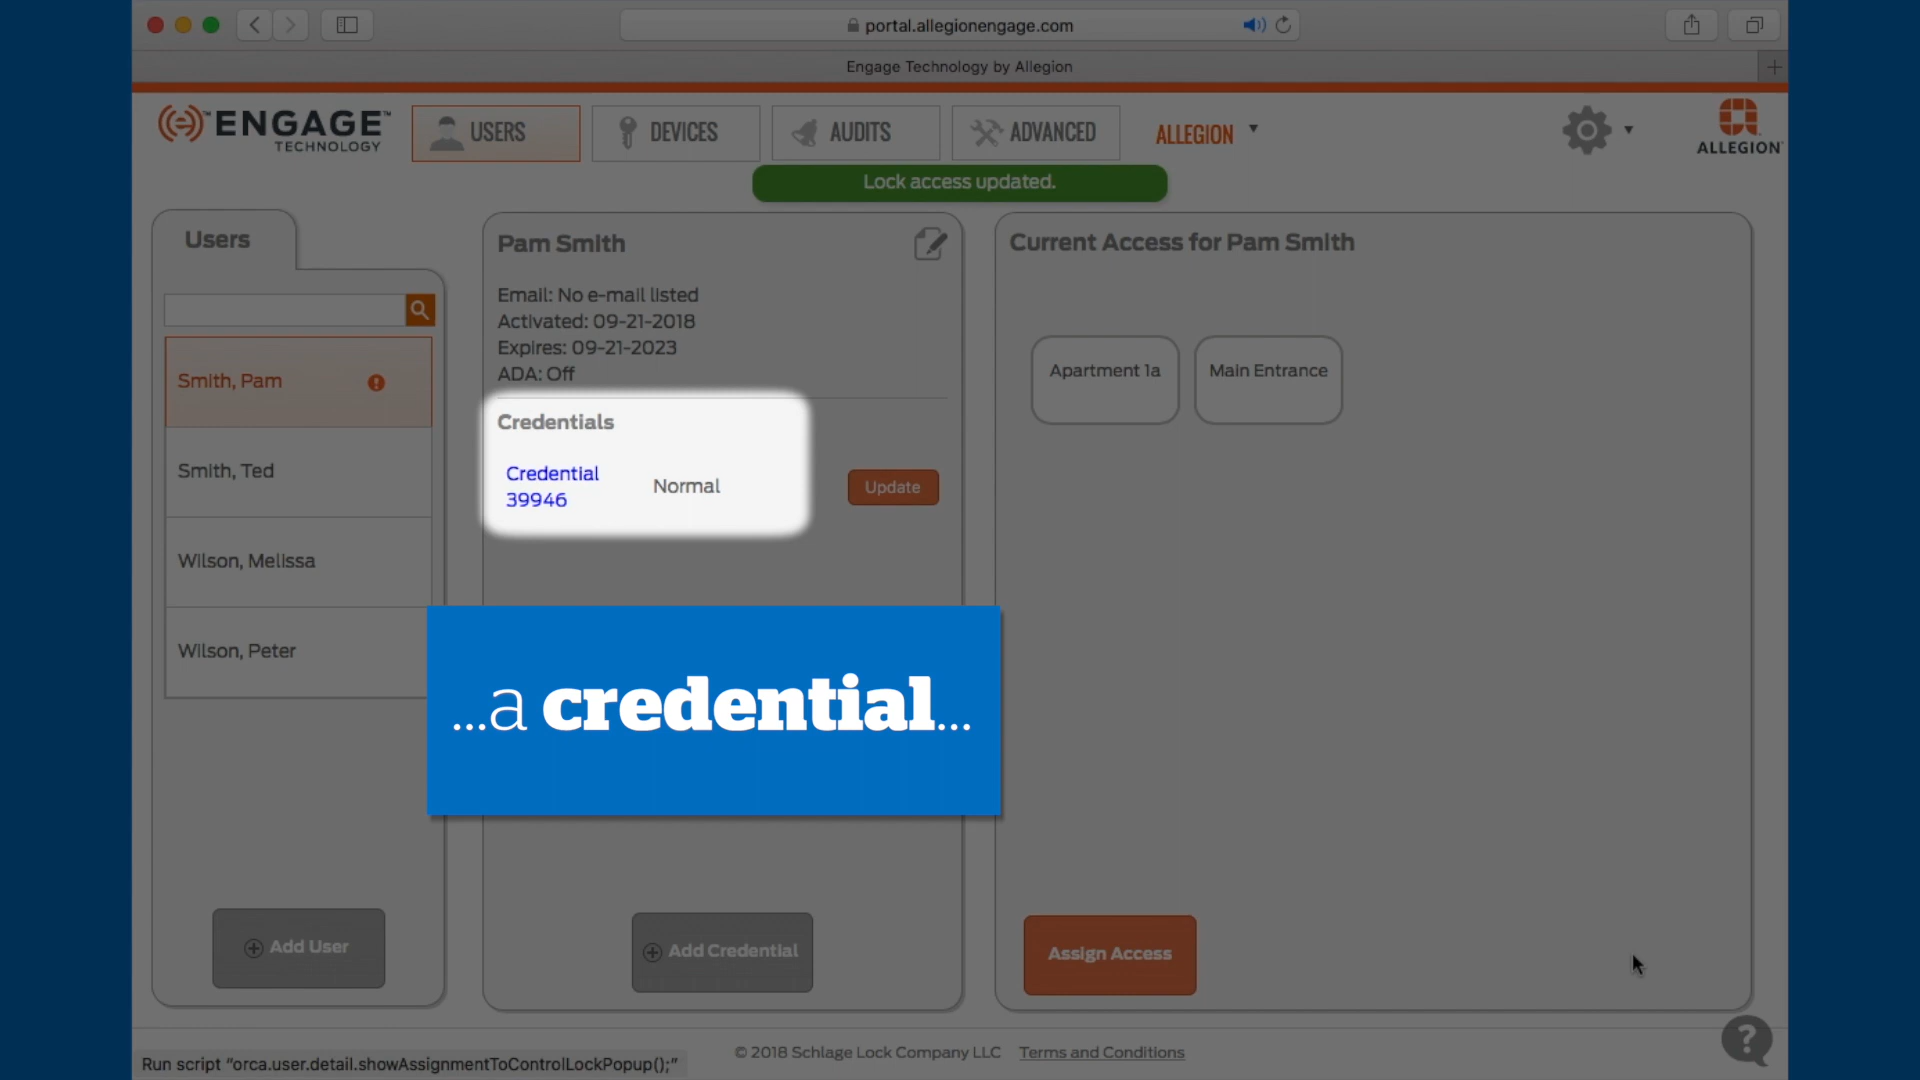 portal.allegionengage.com
Engage Technology by Allegion
ENGAGE™
TECHNOLOGY
USERS
DEVICES
AUDITS
ADVANCED
ALLEGION
ALLEGION
Lock access updated.
Users
Smith, Pam
Smith, Ted
Wilson, Melissa
Wilson, Peter
Add User
Pam Smith
Email: No e-mail listed
Activated: 09-21-2018
Expires: 09-21-2023
ADA: Off
Credentials
Credential
39946
Normal
Update
...a credential...
Add Credential
Current Access for Pam Smith
Apartment 1a
Main Entrance
Assign Access
?
© 2018 Schlage Lock Company LLC Terms and Conditions
Run script “orca.user.detail.showAssignmentToControlLockPopup();”